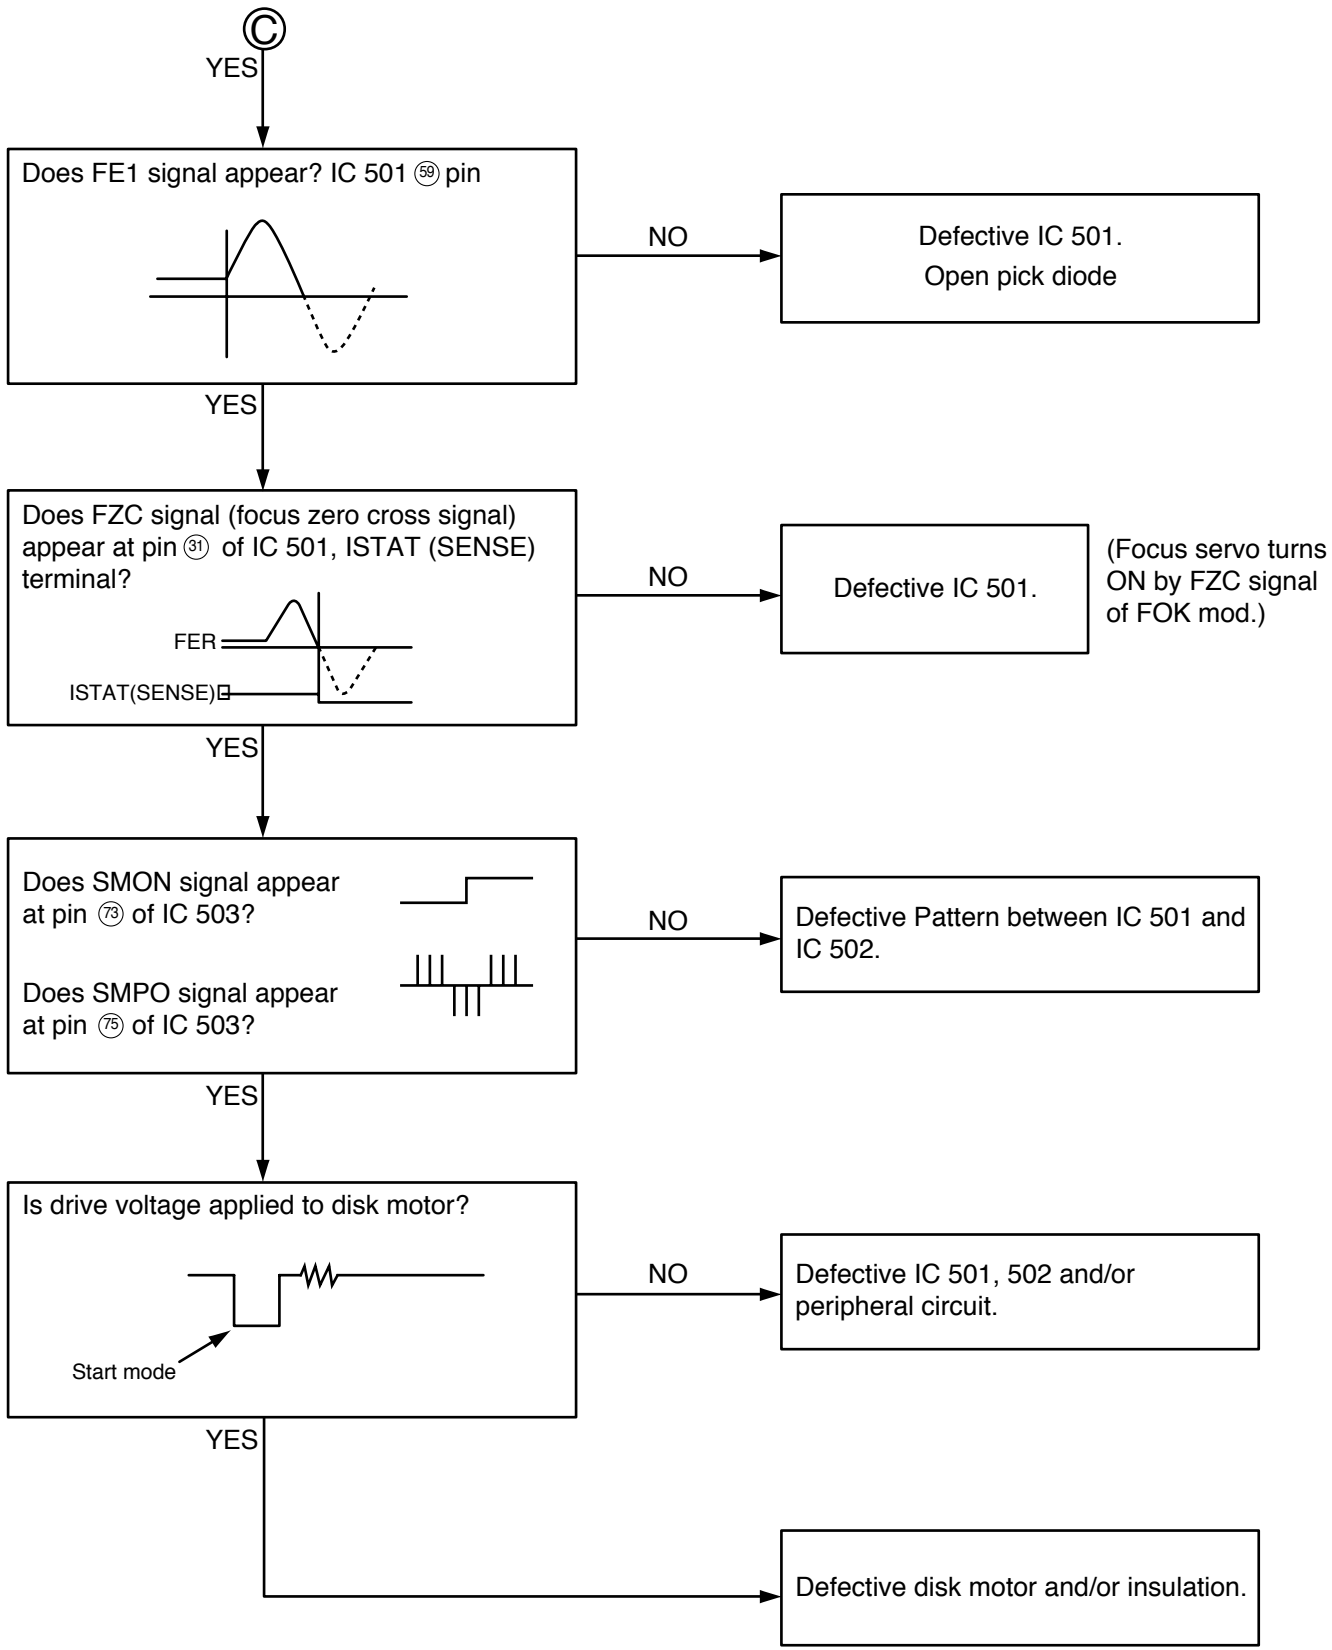 Ⓒ
YES
Does FE1 signal appear? IC 501 ㊾ pin
NO
Defective IC 501.
Open pick diode
YES
Does FZC signal (focus zero cross signal)
appear at pin ㉛ of IC 501, ISTAT (SENSE)
terminal?
FER
ISTAT(SENSE)
NO
Defective IC 501.
(Focus servo turns
ON by FZC signal
of FOK mod.)
YES
Does SMON signal appear
at pin (73) of IC 503?
Does SMPO signal appear
at pin (75) of IC 503?
NO
Defective Pattern between IC 501 and
IC 502.
YES
Is drive voltage applied to disk motor?
Start mode
NO
Defective IC 501, 502 and/or
peripheral circuit.
YES
Defective disk motor and/or insulation.